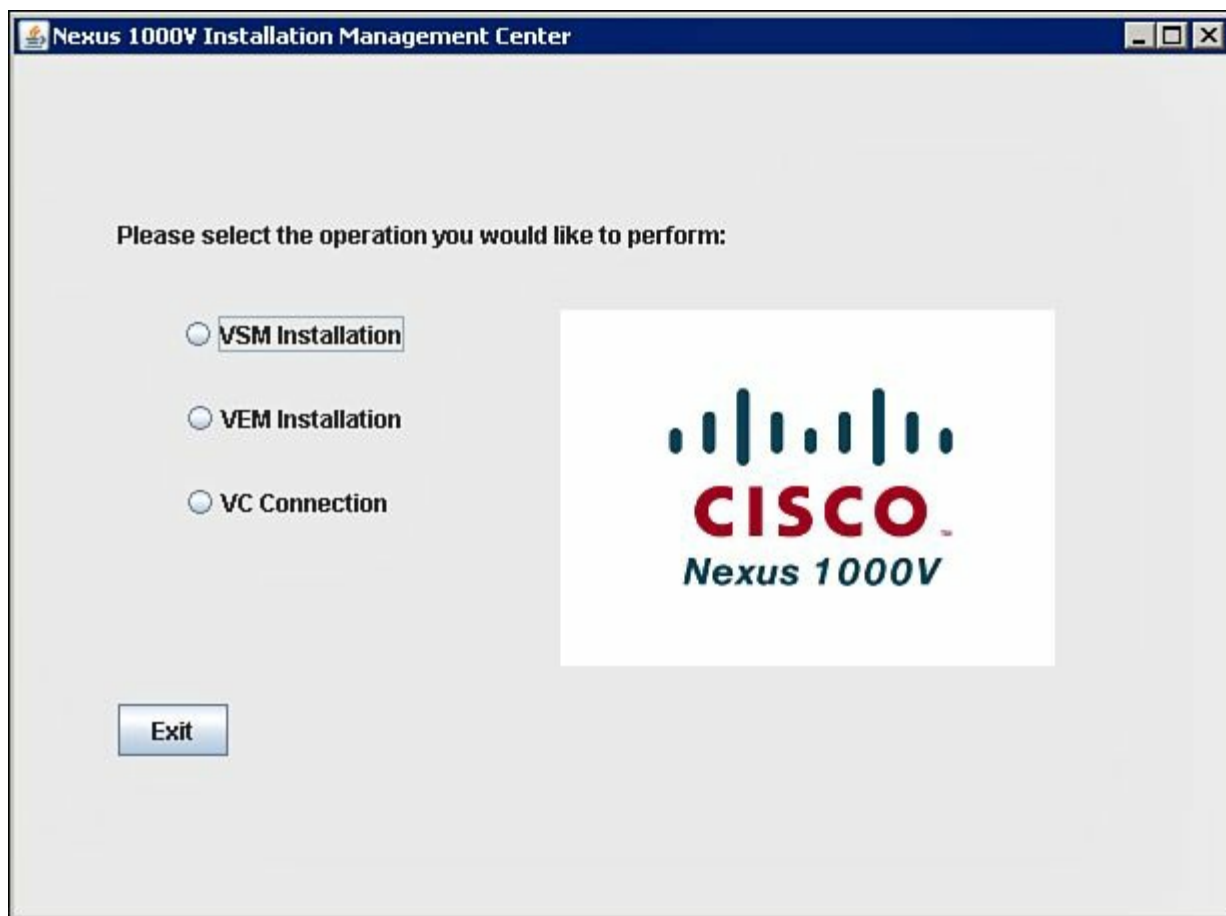 Nexus 1000V Installation Management Center
Please select the operation you would like to perform:
VSM Installation
VEM Installation
VC Connection
CISCO™
Nexus 1000V
Exit